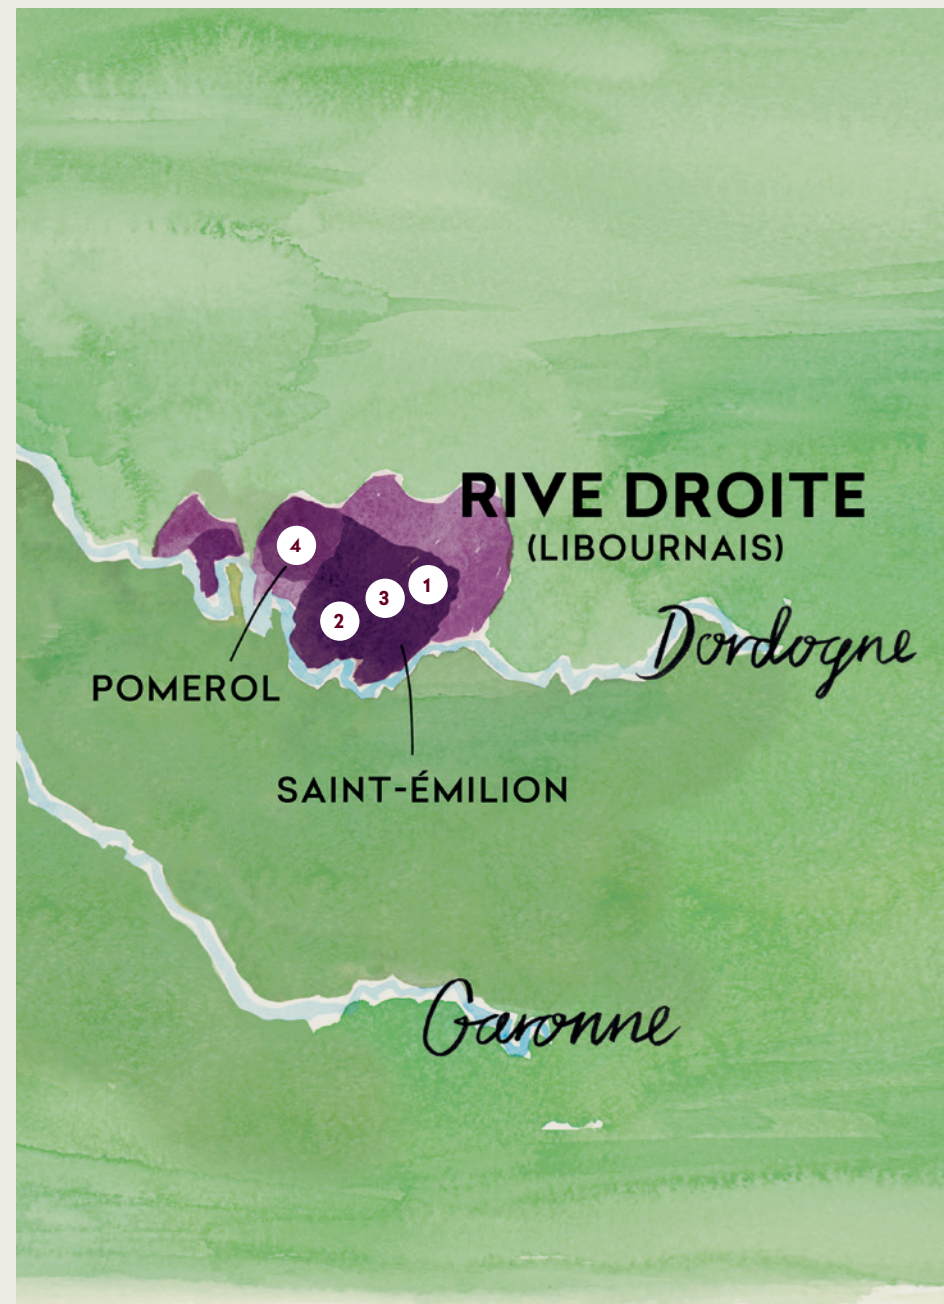 RIVE DROITE
(LIBOURNAIS)
4
1
3
2
Dordogne
POMEROL
SAINT-ÉMILION
Garonne